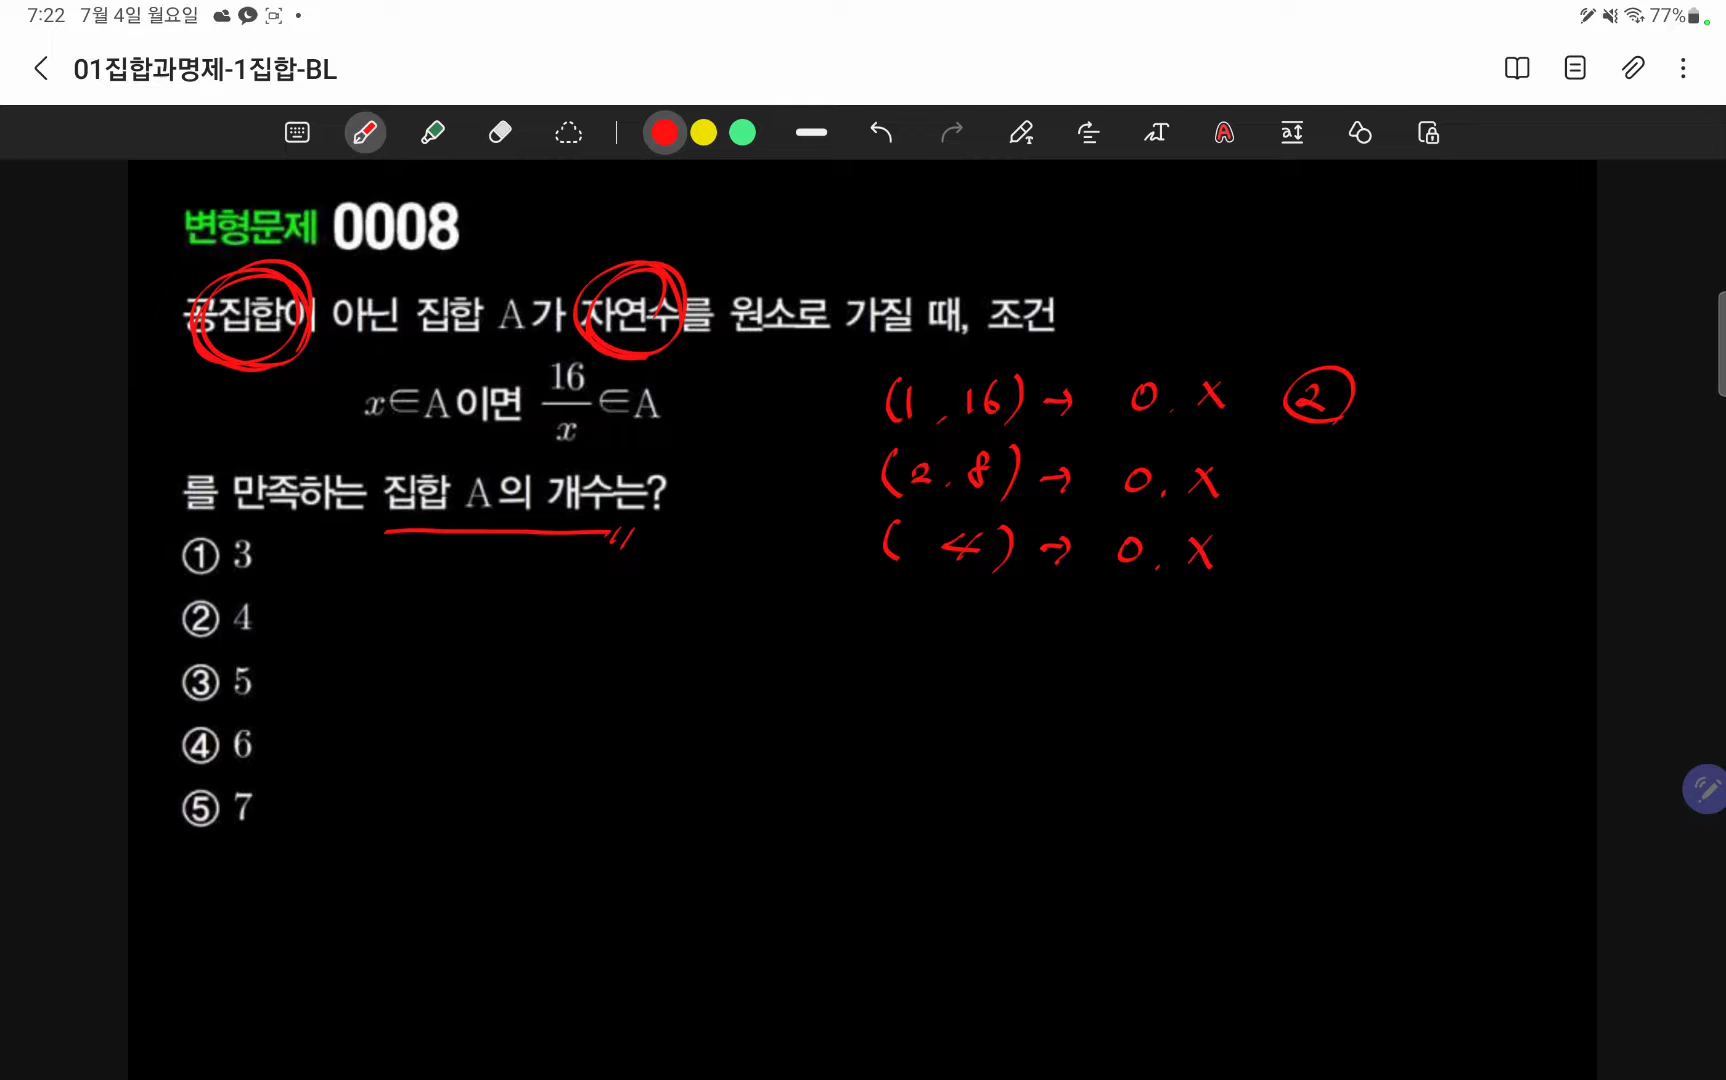 7:22 7월 4일 월요일
77%
01집합과명제-1집합-BL
변형문제 0008
공집합이 아닌 집합 A가 자연수를 원소로 가질 때, 조건
x∈A이면 16/x∈A
를 만족하는 집합 A의 개수는?
① 3
② 4
③ 5
④ 6
⑤ 7
(1, 16) → O. X ②
(2. 8) → O. X
( 4) → O. X